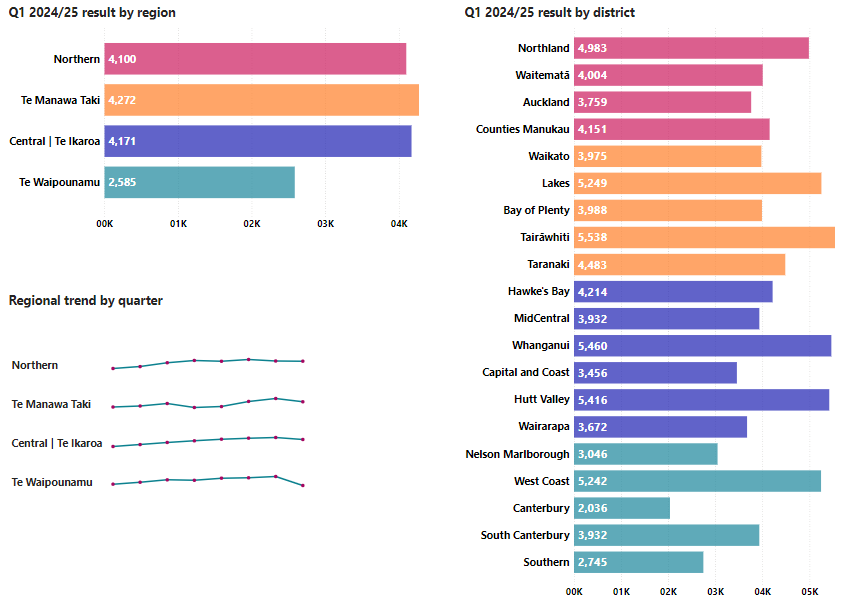 Q1 2024/25 result by region
Northern 4,100
Te Manawa Taki 4,272
Central | Te Ikaroa 4,171
Te Waipounamu 2,585
00K 01K 02K 03K 04K
Regional trend by quarter
Northern
Te Manawa Taki
Central | Te Ikaroa
Te Waipounamu
Q1 2024/25 result by district
Northland 4,983
Waitematā 4,004
Auckland 3,759
Counties Manukau 4,151
Waikato 3,975
Lakes 5,249
Bay of Plenty 3,988
Tairāwhiti 5,538
Taranaki 4,483
Hawke's Bay 4,214
MidCentral 3,932
Whanganui 5,460
Capital and Coast 3,456
Hutt Valley 5,416
Wairarapa 3,672
Nelson Marlborough 3,046
West Coast 5,242
Canterbury 2,036
South Canterbury 3,932
Southern 2,745
00K 01K 02K 03K 04K 05K